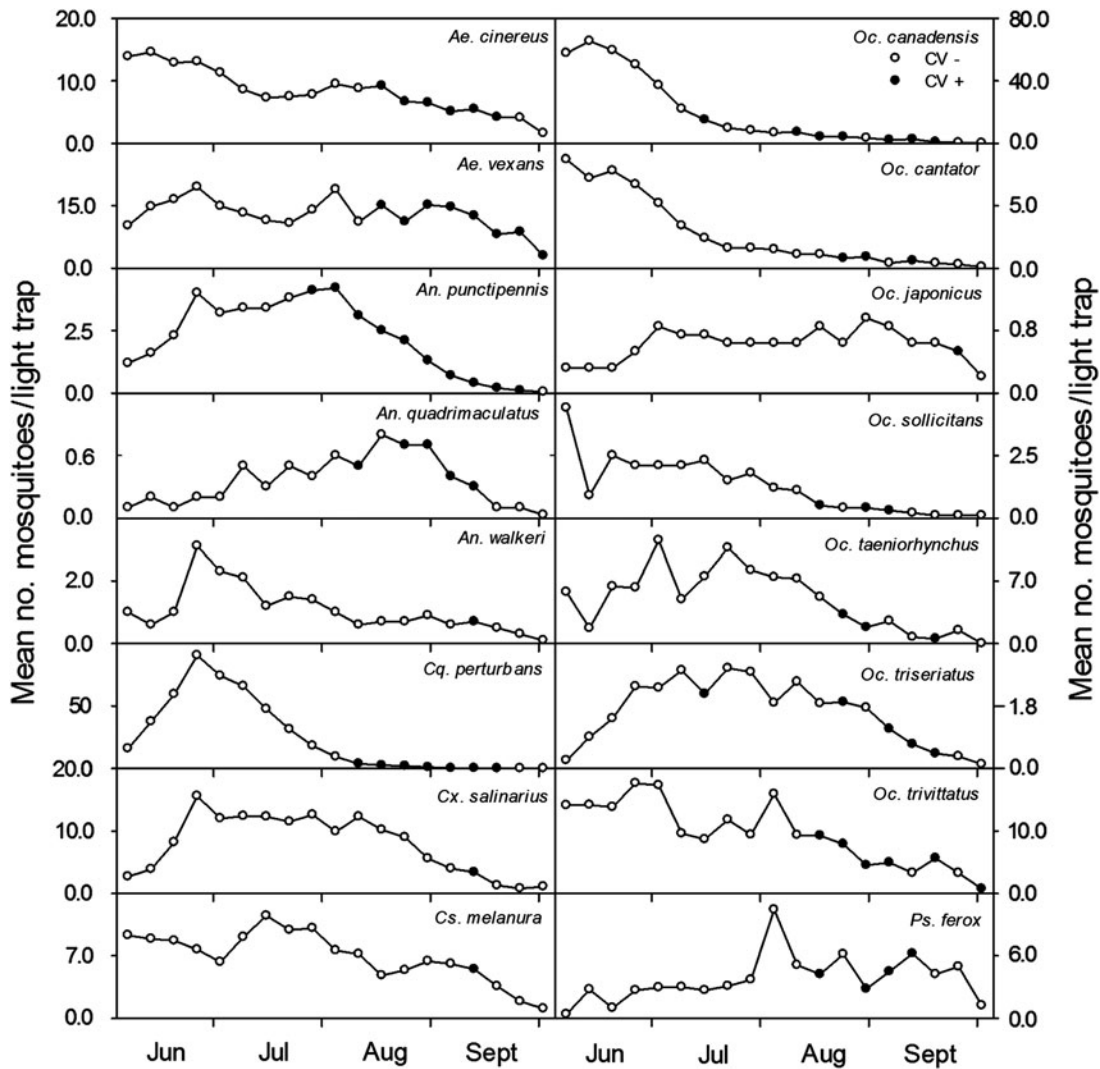 Mean no. mosquitoes/light trap
20.0
Ae. cinereus
10.0
0.0
Ae. vexans
15.0
0.0
An. punctipennis
2.5
0.0
An. quadrimaculatus
0.6
0.0
An. walkeri
2.0
0.0
Cq. perturbans
50
20.0
Cx. salinarius
10.0
0.0
Cs. melanura
7.0
0.0
Jun Jul Aug Sept
80.0
Oc. canadensis
CV -
CV +
40.0
0.0
Oc. cantator
5.0
0.0
Oc. japonicus
0.8
0.0
Oc. sollicitans
2.5
0.0
Oc. taeniorhynchus
7.0
0.0
Oc. triseriatus
1.8
0.0
Oc. trivittatus
10.0
0.0
Ps. ferox
6.0
0.0
Jun Jul Aug Sept
Mean no. mosquitoes/light trap